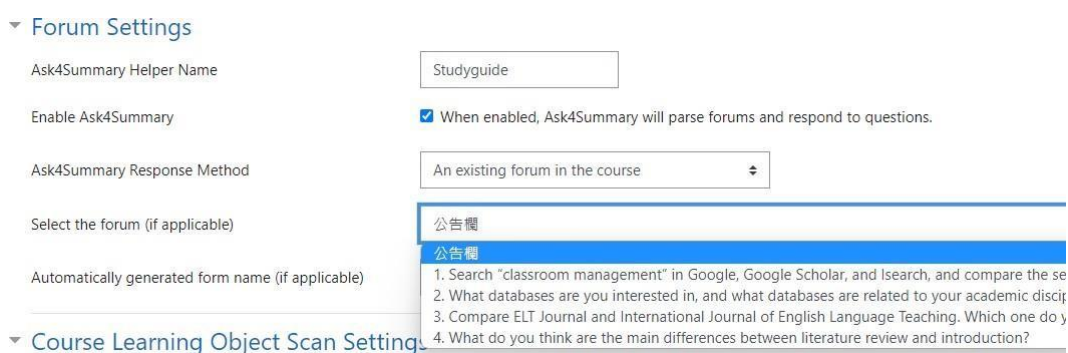 Forum Settings
Ask4Summary Helper Name
Studyguide
Enable Ask4Summary
When enabled, Ask4Summary will parse forums and respond to questions.
Ask4Summary Response Method
An existing forum in the course
Select the forum (if applicable)
公告欄
公告欄
Automatically generated form name (if applicable)
1. Search “classroom management” in Google, Google Scholar, and Isearch, and compare the se
2. What databases are you interested in, and what databases are related to your academic discip
3. Compare ELT Journal and International Journal of English Language Teaching. Which one do y
4. What do you think are the main differences between literature review and introduction?
Course Learning Object Scan Settings